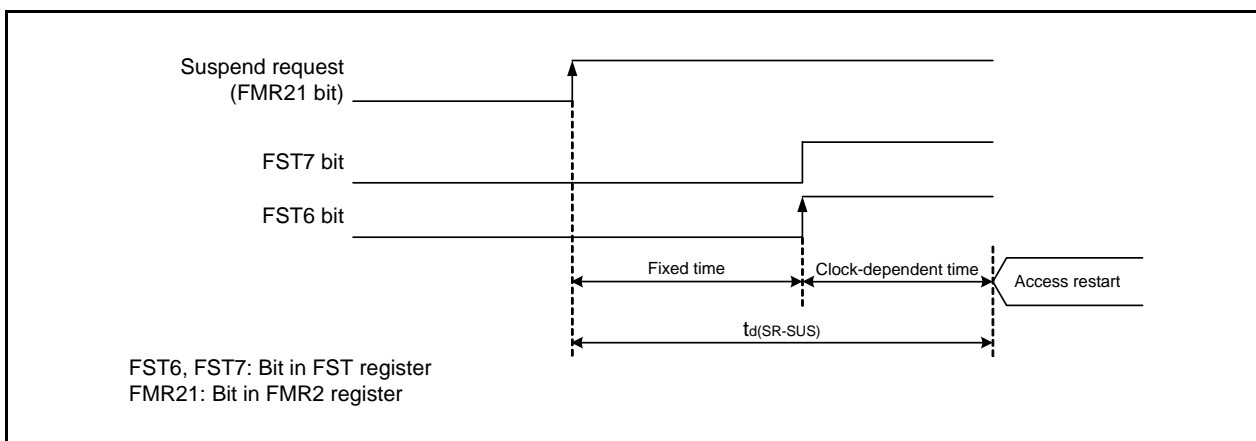 Suspend request
(FMR21 bit)
FST7 bit
FST6 bit
Fixed time
Clock-dependent time
Access restart
td(SR-SUS)
FST6, FST7: Bit in FST register
FMR21: Bit in FMR2 register